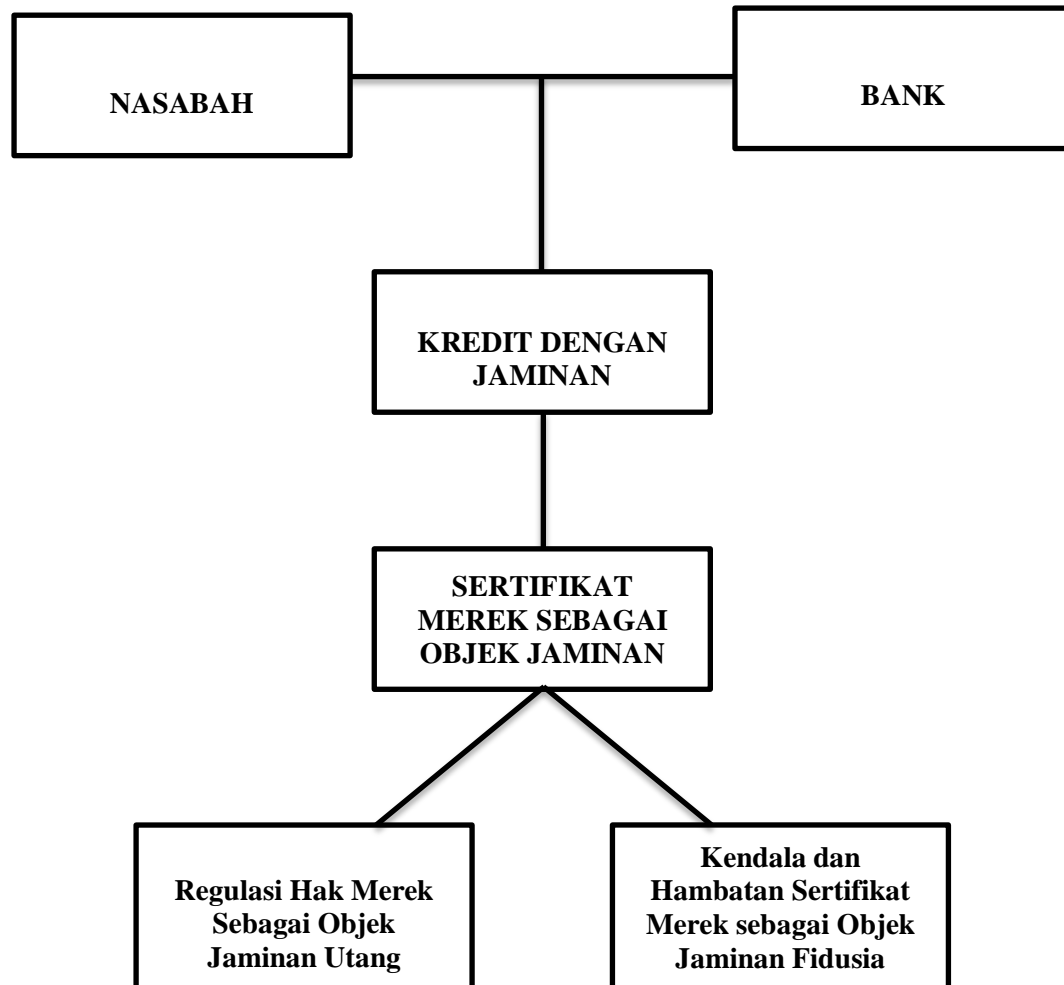 NASABAH
BANK
KREDIT DENGAN
JAMINAN
SERTIFIKAT
MEREK SEBAGAI
OBJEK JAMINAN
Regulasi Hak Merek
Sebagai Objek
Jaminan Utang
Kendala dan
Hambatan Sertifikat
Merek sebagai Objek
Jaminan Fidusia